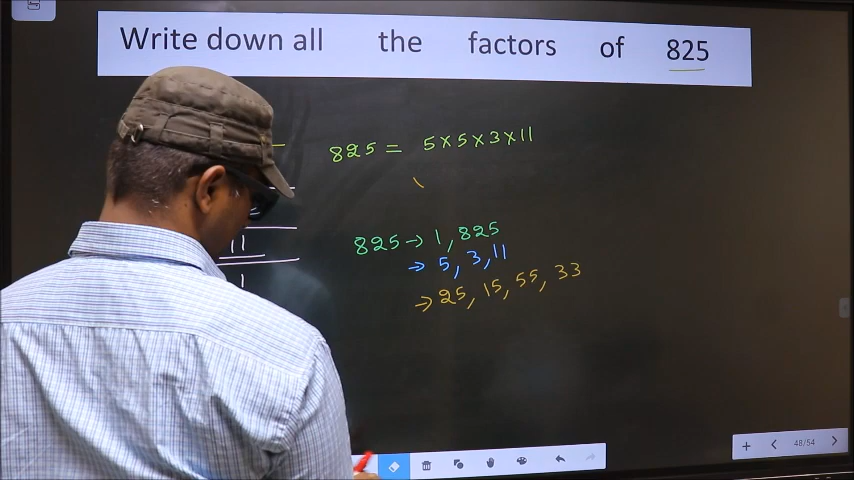 Write down all the factors of 825
825 = 5×5×3×11
11
825 → 1, 825
1
→ 5, 3, 11
→ 25, 15, 55, 33
48/54